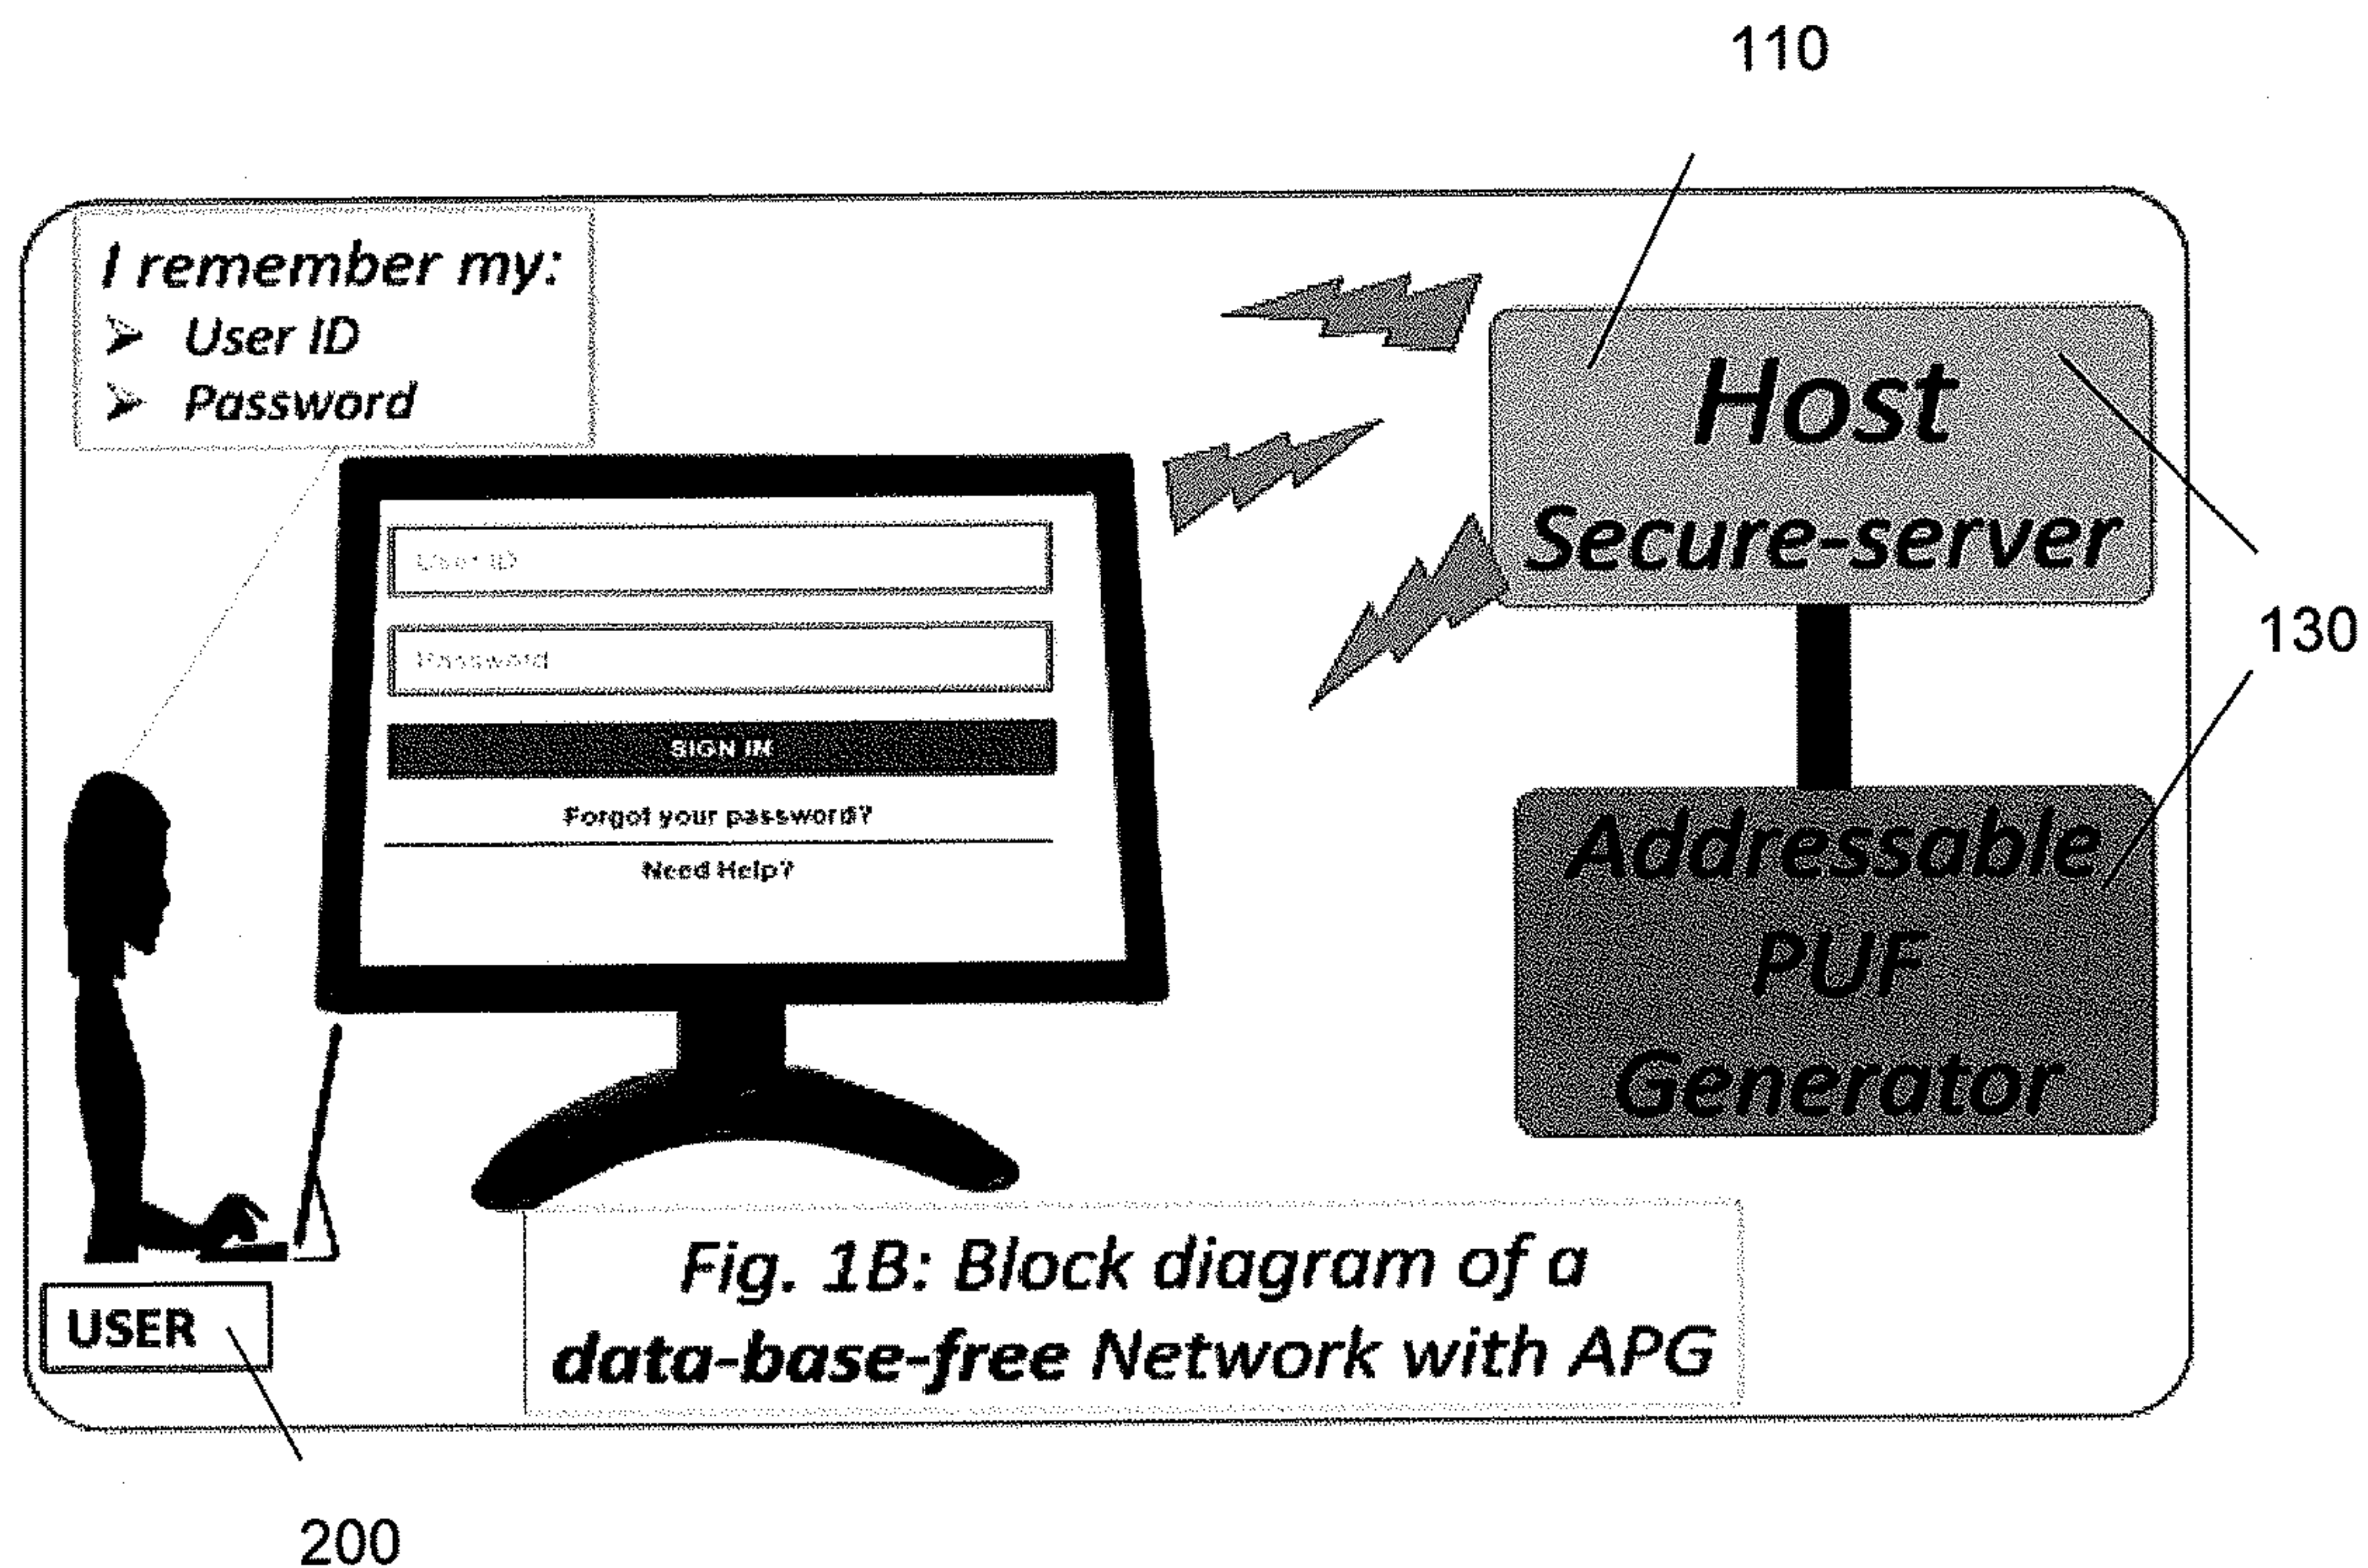 110
I remember my:
➤ User ID
➤ Password
Host
Secure-server
User ID
Password
SIGN IN
Forgot your password?
Need Help?
130
Addressable
PUF
Generator
USER
Fig. 1B: Block diagram of a
data-base-free Network with APG
200